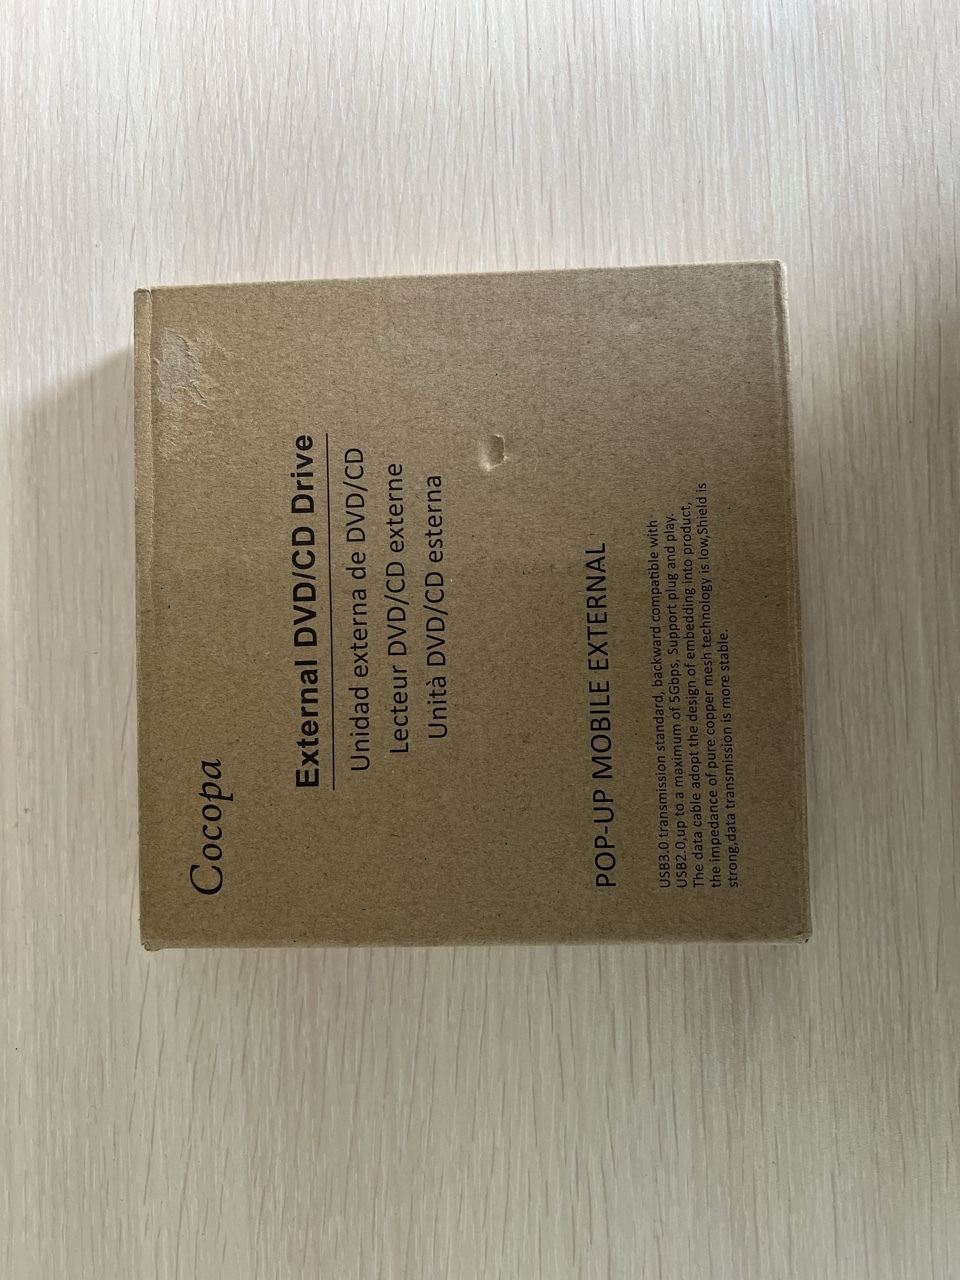 Cocopa
External DVD/CD Drive
Unidad externa de DVD/CD
Lecteur DVD/CD externe
Unità DVD/CD esterna
POP-UP MOBILE EXTERNAL
USB3.0 transmission standard, backward compatible with
USB2.0,up to a maximum of 5Gbps, Support plug and play.
The data cable adopt the design of embedding into product,
the impedance of pure copper mesh technology is low,Shield is
strong,data transmission is more stable.